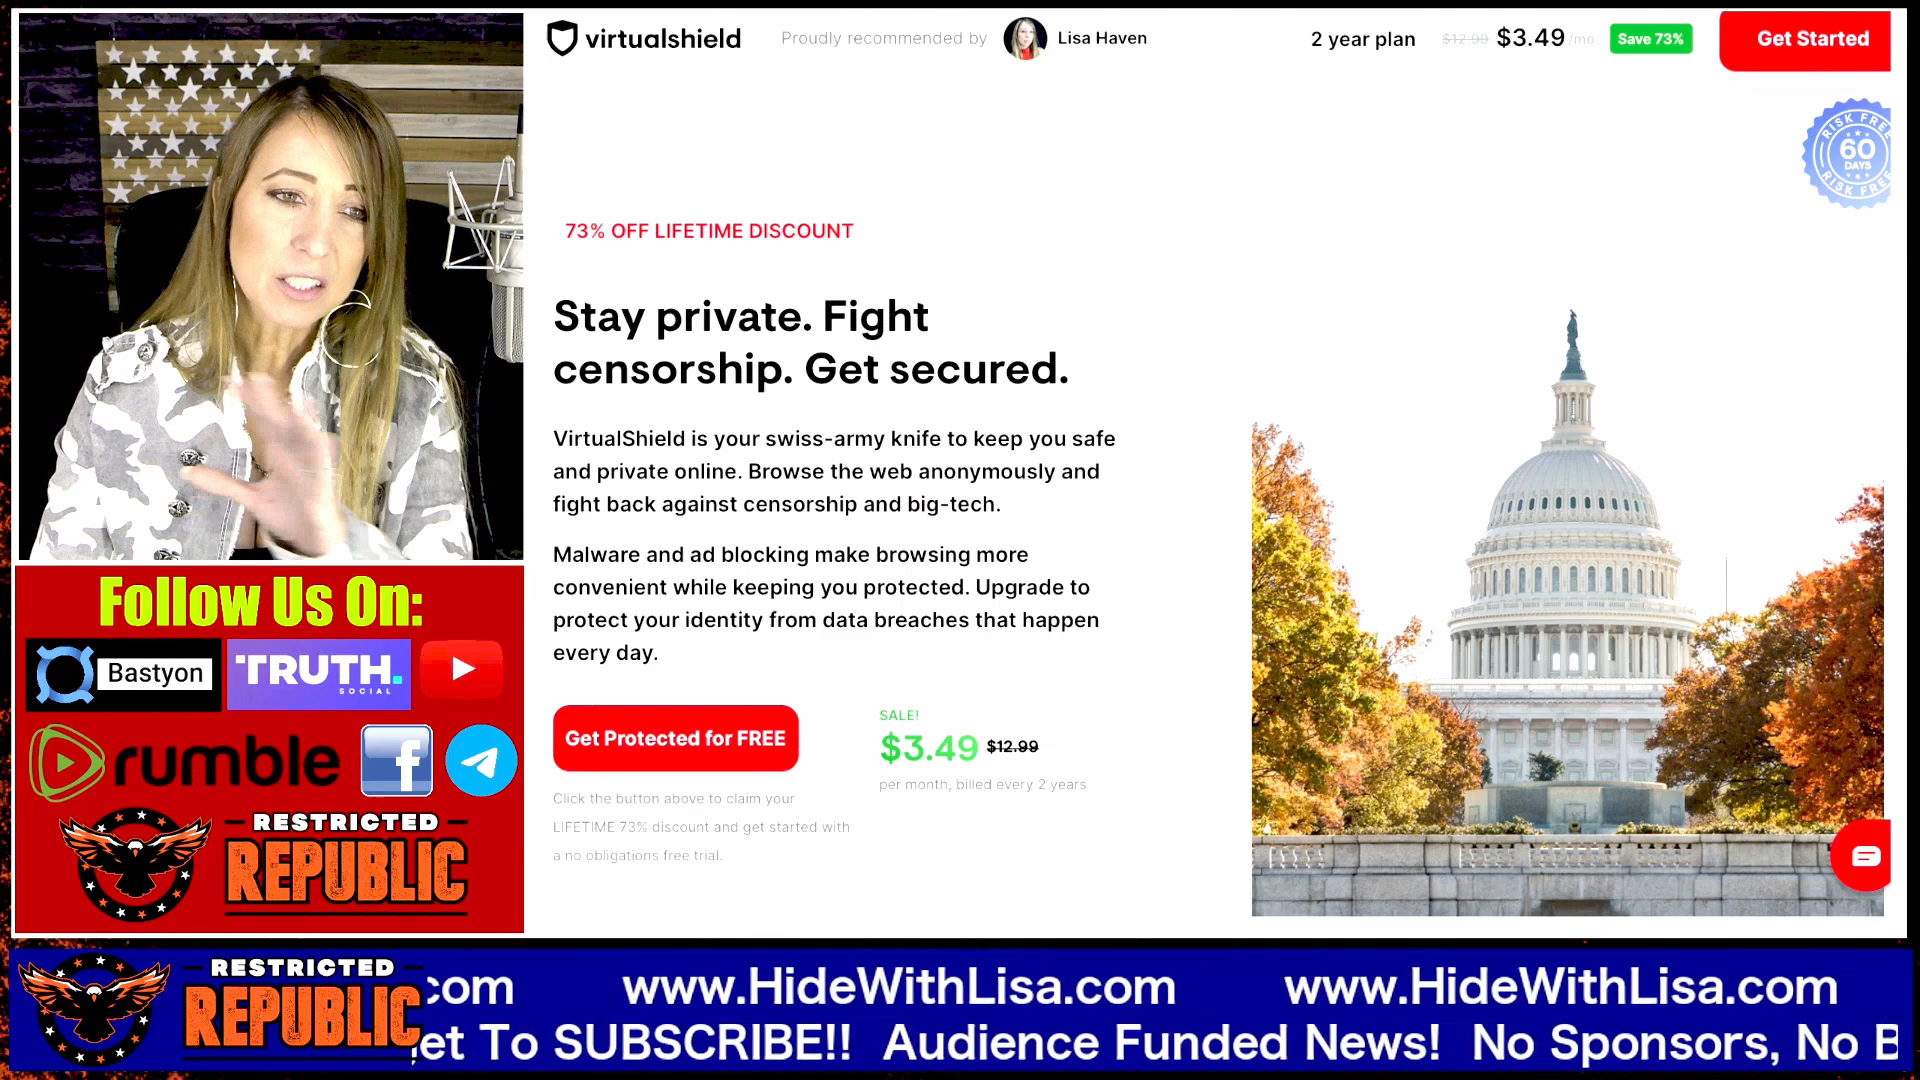 virtualshield
Proudly recommended by
Lisa Haven
2 year plan
$12.99 $3.49 /mo
Save 73%
Get Started
RISK FREE
60
DAYS
RISK FREE
73% OFF LIFETIME DISCOUNT
Stay private. Fight
censorship. Get secured.
VirtualShield is your swiss-army knife to keep you safe
and private online. Browse the web anonymously and
fight back against censorship and big-tech.
Malware and ad blocking make browsing more
convenient while keeping you protected. Upgrade to
protect your identity from data breaches that happen
every day.
Get Protected for FREE
SALE!
$3.49 $12.99
per month, billed every 2 years
Click the button above to claim your
LIFETIME 73% discount and get started with
a no obligations free trial.
Follow Us On:
Bastyon
TRUTH.
SOCIAL
rumble
f
RESTRICTED
REPUBLIC
RESTRICTED
REPUBLIC
.com www.HideWithLisa.com www.HideWithLisa.com
et To SUBSCRIBE!! Audience Funded News! No Sponsors, No B